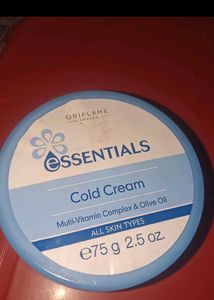 ORIFLAME
SWEDEN
eSSENTIALS
Cold Cream
Multi-Vitamin Complex & Olive Oil
ALL SKIN TYPES
℮75 g 2.5 oz.